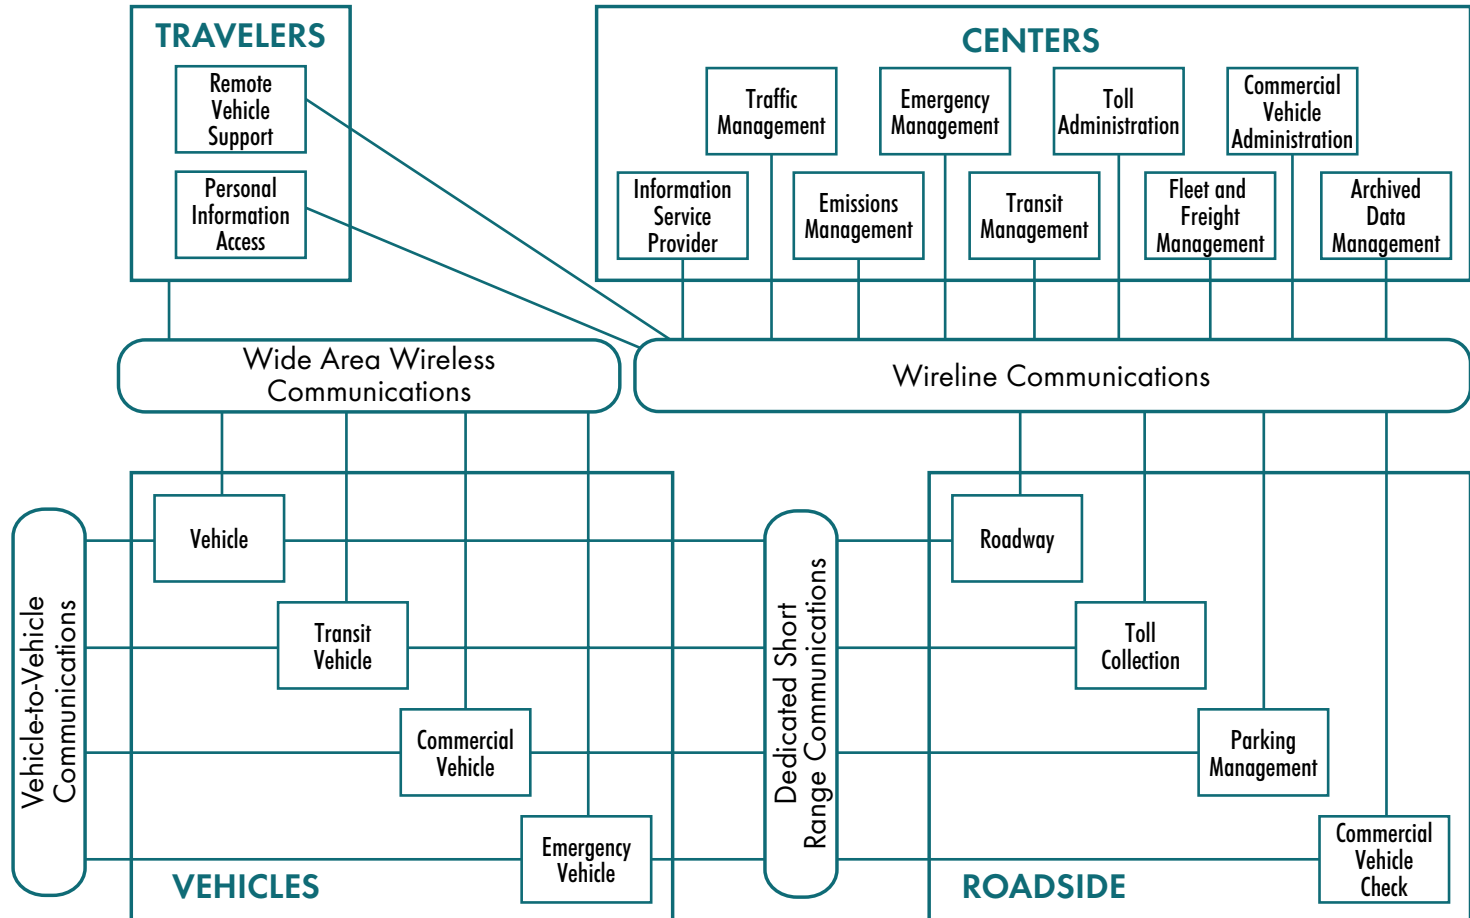 TRAVELERS
Remote
Vehicle
Support
Personal
Information
Access
CENTERS
Traffic
Management
Emergency
Management
Toll
Administration
Commercial
Vehicle
Administration
Information
Service
Provider
Emissions
Management
Transit
Management
Fleet and
Freight
Management
Archived
Data
Management
Wide Area Wireless
Communications
Wireline Communications
Vehicle-to-Vehicle
Communications
Vehicle
Transit
Vehicle
Commercial
Vehicle
Emergency
Vehicle
VEHICLES
Dedicated Short
Range Communications
Roadway
Toll
Collection
Parking
Management
Commercial
Vehicle
Check
ROADSIDE